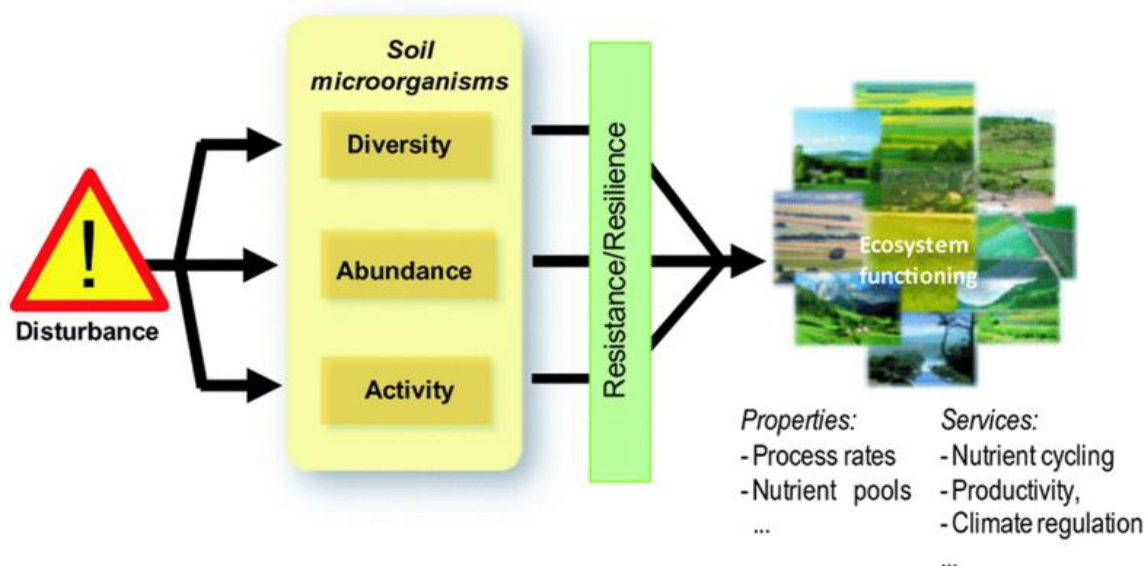 Soil
microorganisms
Diversity
Abundance
Activity
Disturbance
Resistance/Resilience
Ecosystem
functioning
Properties:
- Process rates
- Nutrient pools
...
Services:
- Nutrient cycling
- Productivity,
- Climate regulation
...